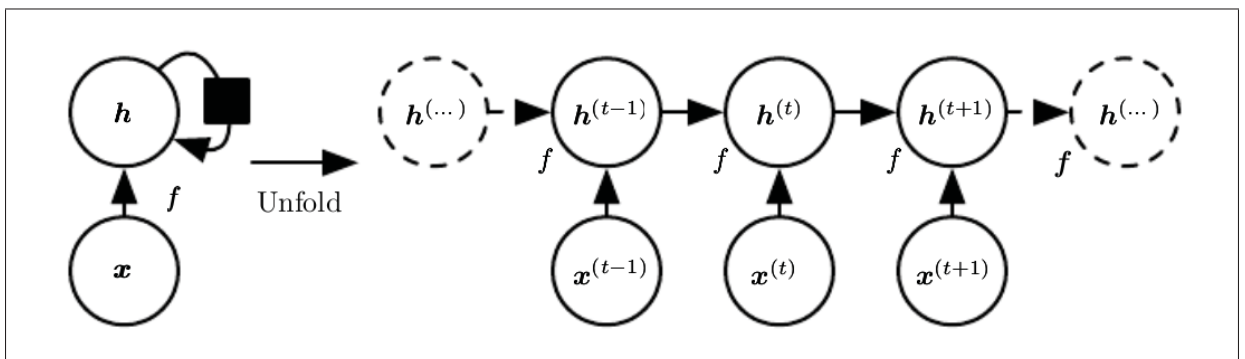 h h^(...) h^(t−1) h^(t) h^(t+1) h^(...)
f f f f f
Unfold
x x^(t−1) x^(t) x^(t+1)